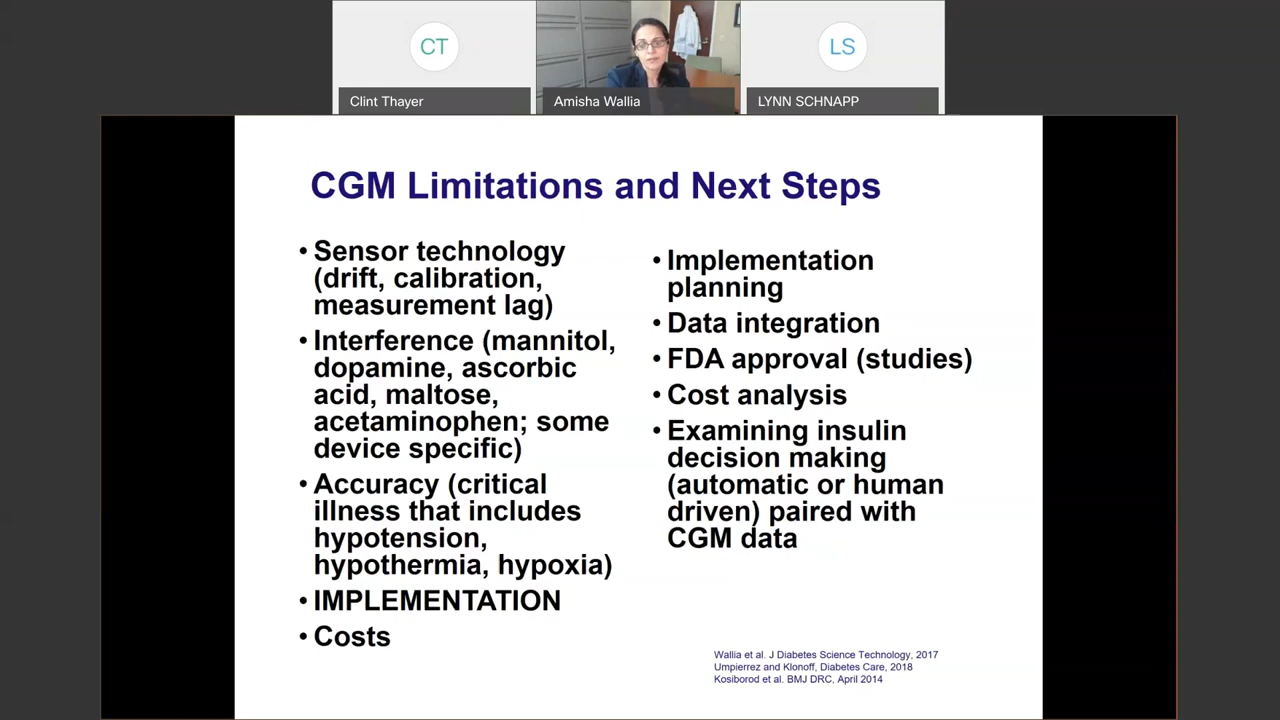 CT
LS
Clint Thayer
Amisha Wallia
LYNN SCHNAPP
CGM Limitations and Next Steps
• Sensor technology
(drift, calibration,
measurement lag)
• Interference (mannitol,
dopamine, ascorbic
acid, maltose,
acetaminophen; some
device specific)
• Accuracy (critical
illness that includes
hypotension,
hypothermia, hypoxia)
• IMPLEMENTATION
• Costs
• Implementation
planning
• Data integration
• FDA approval (studies)
• Cost analysis
• Examining insulin
decision making
(automatic or human
driven) paired with
CGM data
Wallia et al. J Diabetes Science Technology, 2017
Umpierrez and Klonoff, Diabetes Care, 2018
Kosiborod et al. BMJ DRC, April 2014